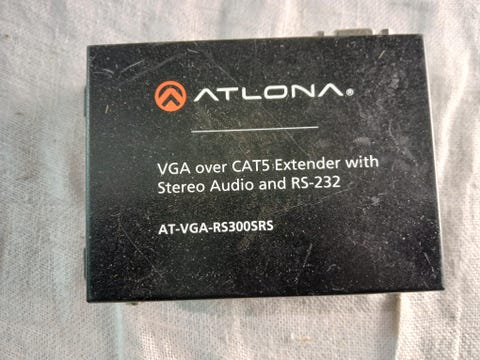 ATLONA®
VGA over CAT5 Extender with
Stereo Audio and RS-232
AT-VGA-RS300SRS